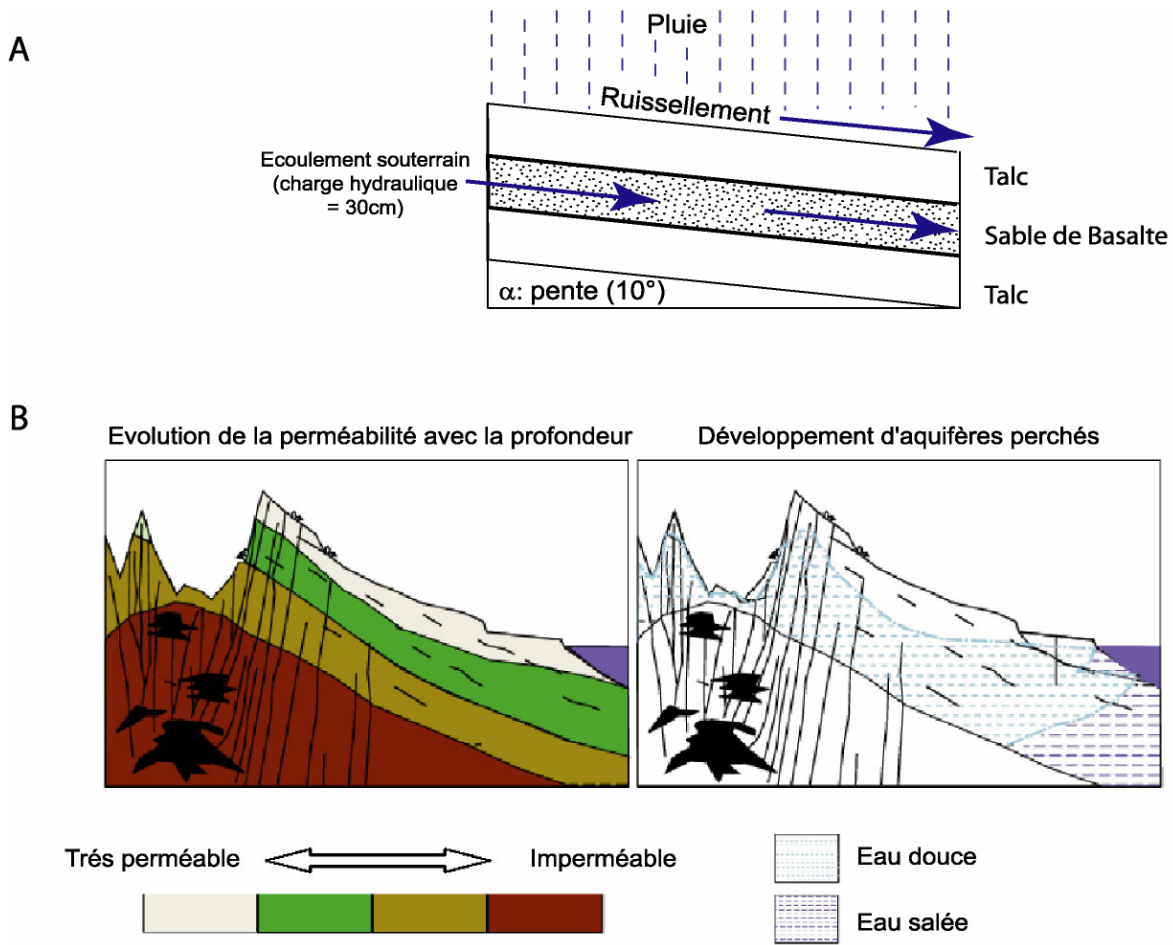 A
Pluie
Ruissellement
Ecoulement souterrain
(charge hydraulique
= 30cm)
Talc
Sable de Basalte
Talc
α: pente (10°)
B
Evolution de la perméabilité avec la profondeur
Développement d'aquifères perchés
Trés perméable
Imperméable
Eau douce
Eau salée